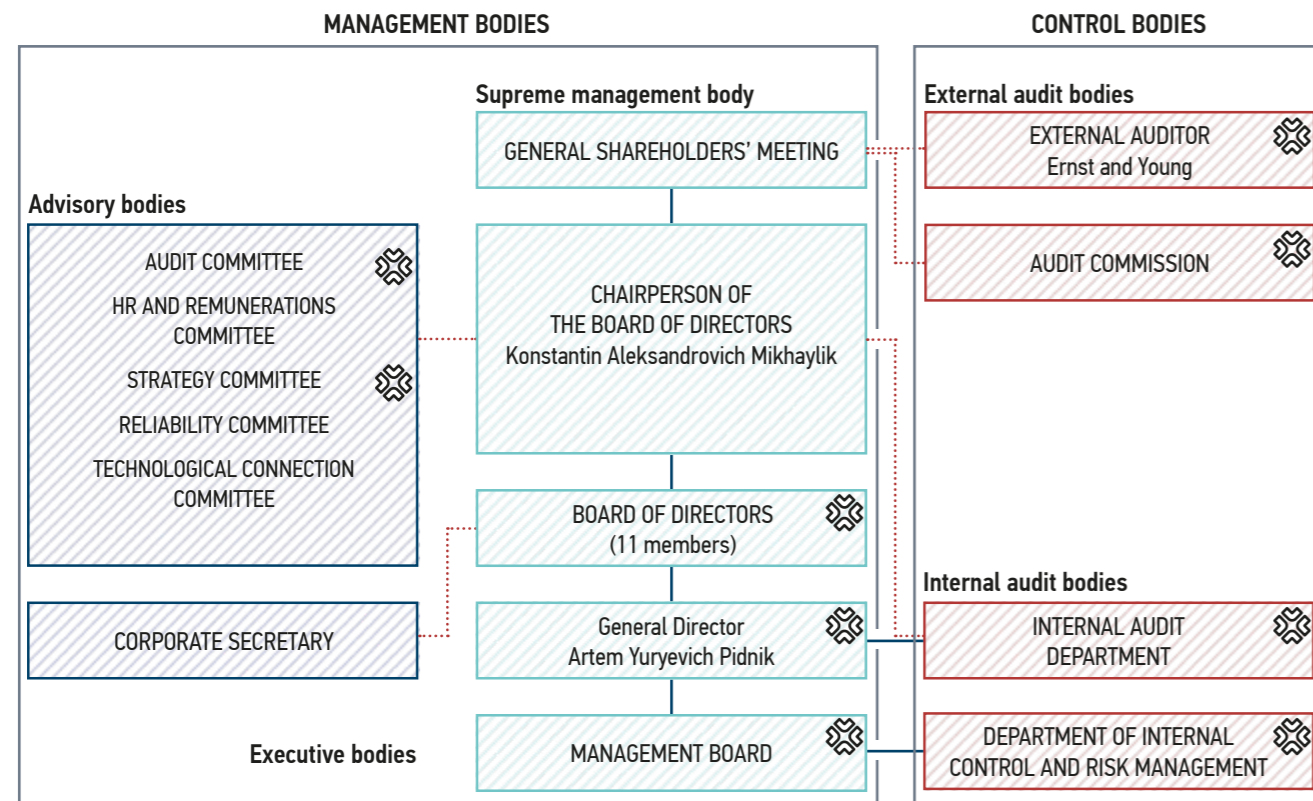 MANAGEMENT BODIES
CONTROL BODIES
Supreme management body
GENERAL SHAREHOLDERS’ MEETING
External audit bodies
EXTERNAL AUDITOR
Ernst and Young
AUDIT COMMISSION
Advisory bodies
AUDIT COMMITTEE
HR AND REMUNERATIONS
COMMITTEE
STRATEGY COMMITTEE
RELIABILITY COMMITTEE
TECHNOLOGICAL CONNECTION
COMMITTEE
CHAIRPERSON OF
THE BOARD OF DIRECTORS
Konstantin Aleksandrovich Mikhaylik
BOARD OF DIRECTORS
(11 members)
CORPORATE SECRETARY
General Director
Artem Yuryevich Pidnik
Internal audit bodies
INTERNAL AUDIT
DEPARTMENT
Executive bodies
MANAGEMENT BOARD
DEPARTMENT OF INTERNAL
CONTROL AND RISK MANAGEMENT